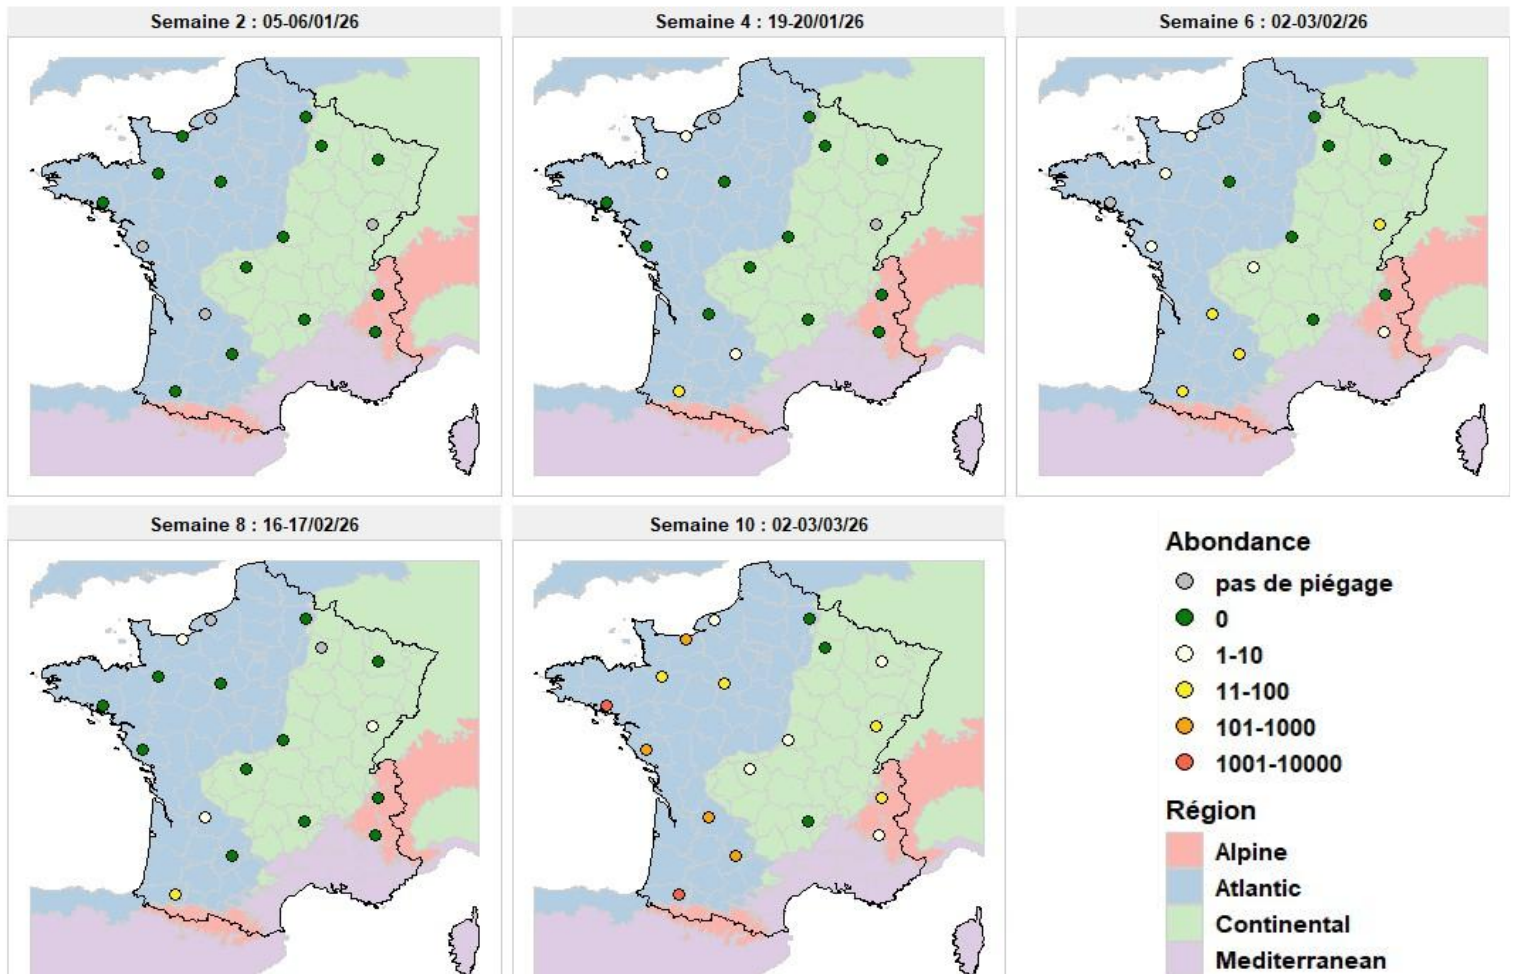 Semaine 2 : 05-06/01/26
Semaine 4 : 19-20/01/26
Semaine 6 : 02-03/02/26
Semaine 8 : 16-17/02/26
Semaine 10 : 02-03/03/26
Abondance
pas de piégage
0
1-10
11-100
101-1000
1001-10000
Région
Alpine
Atlantic
Continental
Mediterranean